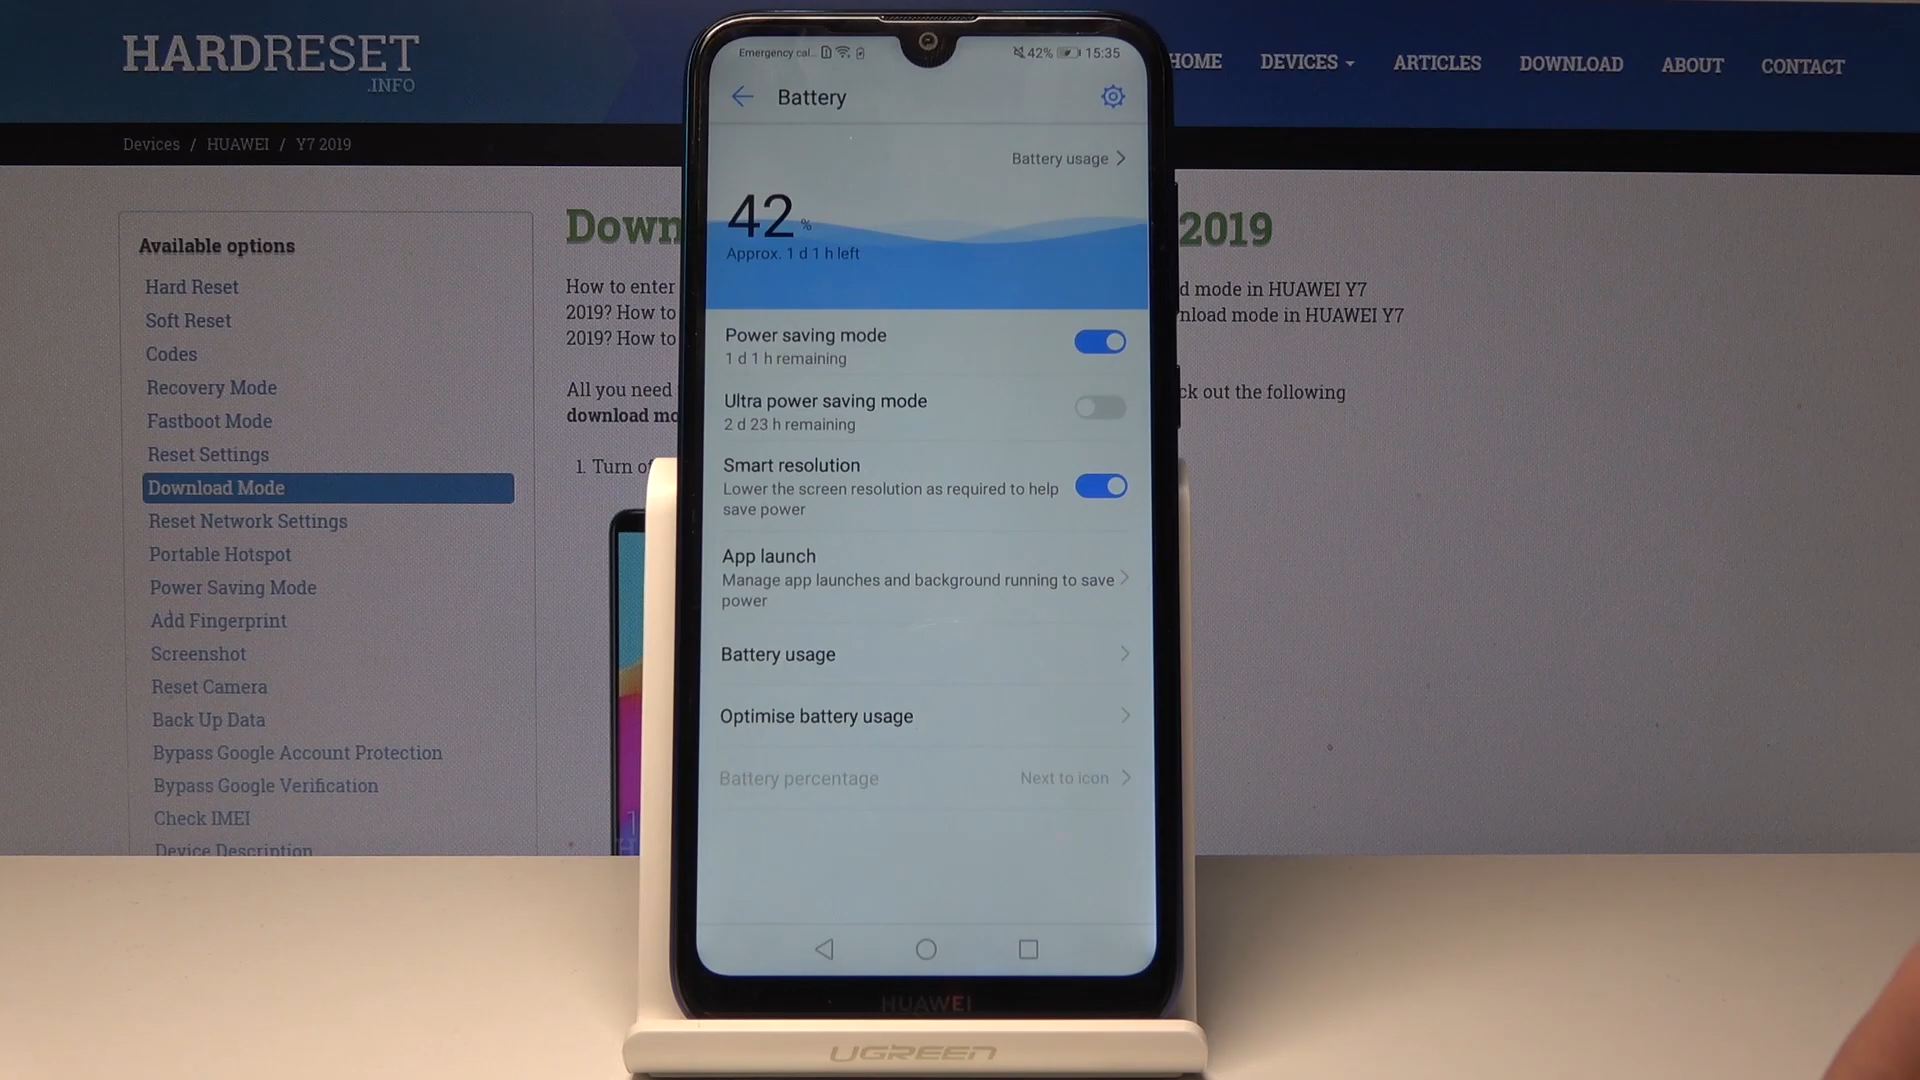 HARDRESET
.INFO
HOME
DEVICES
ARTICLES
DOWNLOAD
ABOUT
CONTACT
Devices / HUAWEI / Y7 2019
Available options
Hard Reset
Soft Reset
Codes
Recovery Mode
Fastboot Mode
Reset Settings
Download Mode
Reset Network Settings
Portable Hotspot
Power Saving Mode
Add Fingerprint
Screenshot
Reset Camera
Back Up Data
Bypass Google Account Protection
Bypass Google Verification
Check IMEI
Device Description
Down
2019
How to enter
d mode in HUAWEI Y7
2019? How to
nload mode in HUAWEI Y7
2019? How to
All you need
ck out the following
download mo
1. Turn of
Emergency cal...
42%
15:35
Battery
Battery usage
42 %
Approx. 1 d 1 h left
Power saving mode
1 d 1 h remaining
Ultra power saving mode
2 d 23 h remaining
Smart resolution
Lower the screen resolution as required to help
save power
App launch
Manage app launches and background running to save
power
Battery usage
Optimise battery usage
Battery percentage
Next to icon
HUAWEI
UGREEN